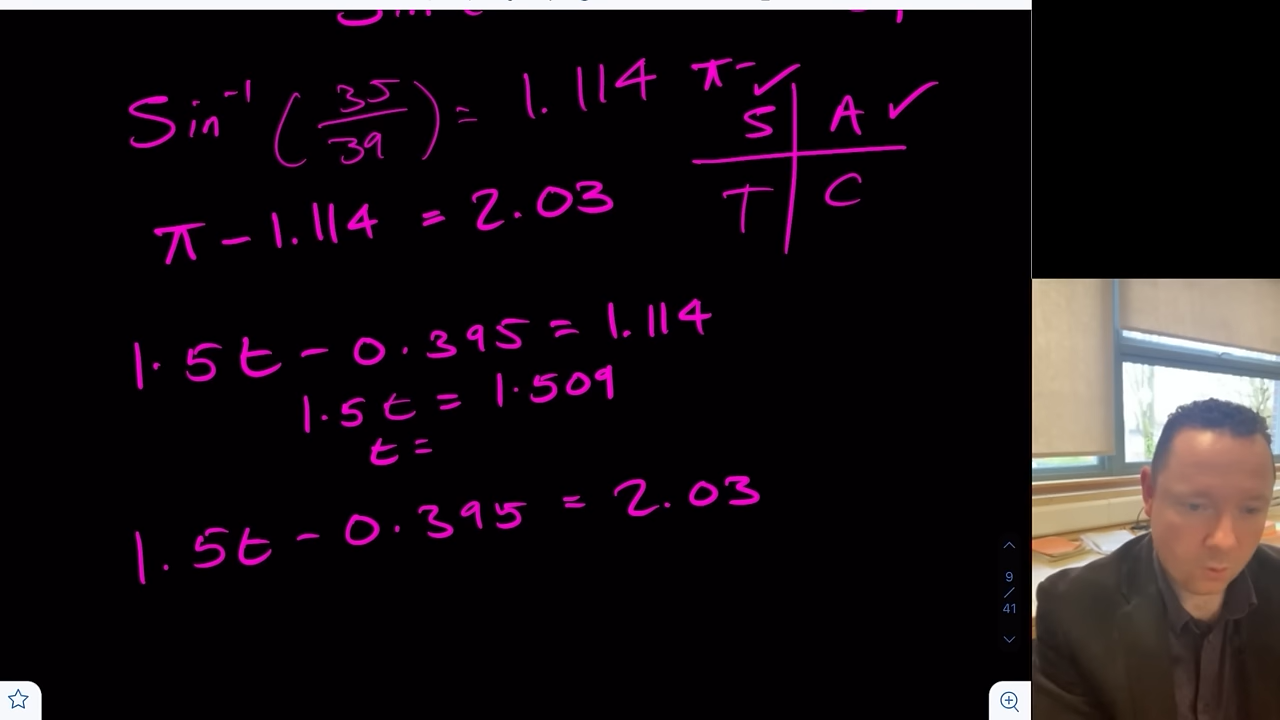 Sin⁻¹ (35/39) = 1.114
π- ✓
S A ✓
T C
π - 1.114 = 2.03
1.5t - 0.395 = 1.114
1.5t = 1.509
t =
1.5t - 0.395 = 2.03
9
/
41